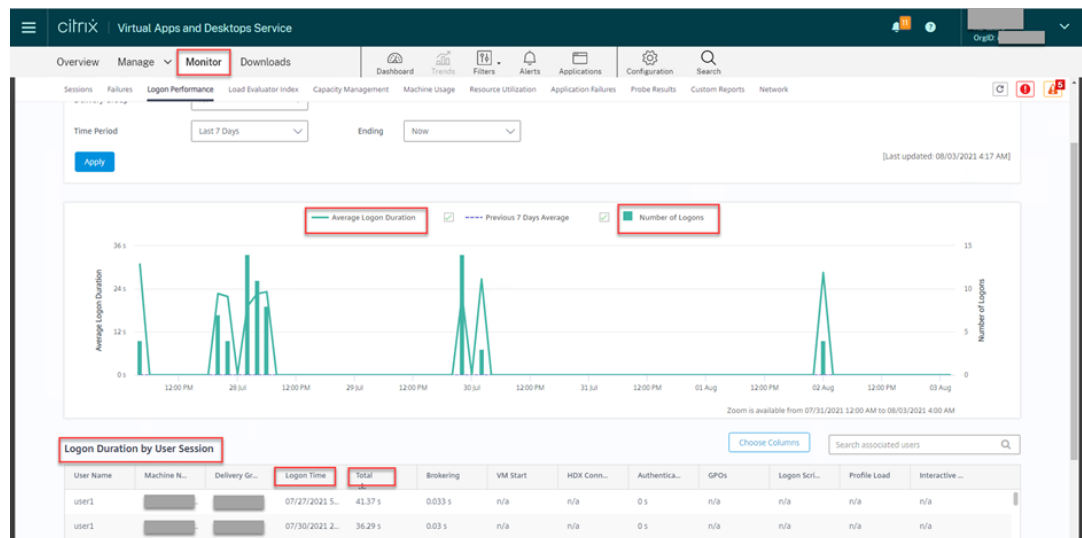 citrix | Virtual Apps and Desktops Service
11
OrgID:
Overview Manage Monitor Downloads
Dashboard Trends Filters Alerts Applications Configuration Search
Sessions Failures Logon Performance Load Evaluator Index Capacity Management Machine Usage Resource Utilization Application Failures Probe Results Custom Reports Network
5
Time Period Last 7 Days Ending Now
Apply
[Last updated: 08/03/2021 4:17 AM]
Average Logon Duration Previous 7 Days Average Number of Logons
36 s 15
24 s 10
12 s 5
0 s 0
Average Logon Duration
Number of Logons
12:00 PM 28 Jul 12:00 PM 29 Jul 12:00 PM 30 Jul 12:00 PM 31 Jul 12:00 PM 01 Aug 12:00 PM 02 Aug 12:00 PM 03 Aug
Zoom is available from 07/31/2021 12:00 AM to 08/03/2021 4:00 AM
Logon Duration by User Session
Choose Columns
Search associated users
User Name Machine N... Delivery Gr... Logon Time Total Brokering VM Start HDX Conn... Authentica... GPOs Logon Scri... Profile Load Interactive ...
user1 07/27/2021 5... 41.37 s 0.033 s n/a n/a 0 s n/a n/a n/a n/a
user1 07/30/2021 2... 36.29 s 0.03 s n/a n/a 0 s n/a n/a n/a n/a